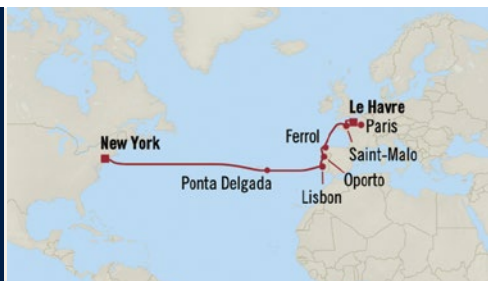 Le Havre
New York
Paris
Ferrol
Saint-Malo
Ponta Delgada
Oporto
Lisbon